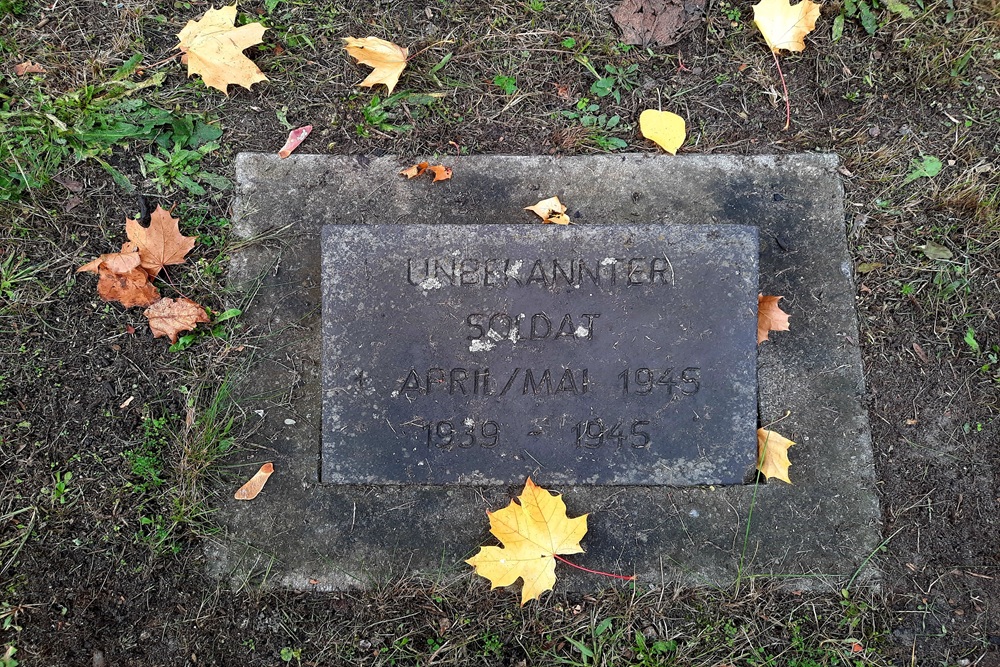 UNBEKANNTER
SOLDAT
APRIL/MAI 1945
1939 - 1945